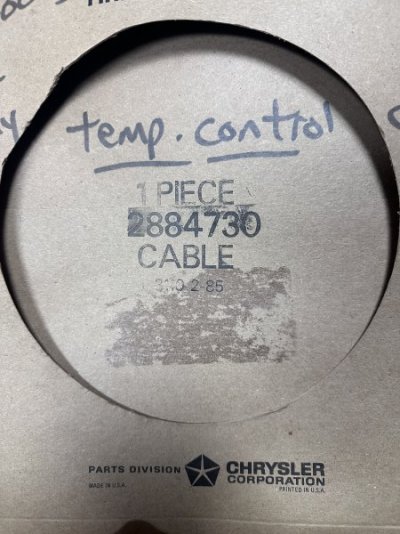 temp. control
1 PIECE
2884730
CABLE
PARTS DIVISION CHRYSLER
CORPORATION
MADE IN U.S.A. PRINTED IN U.S.A.